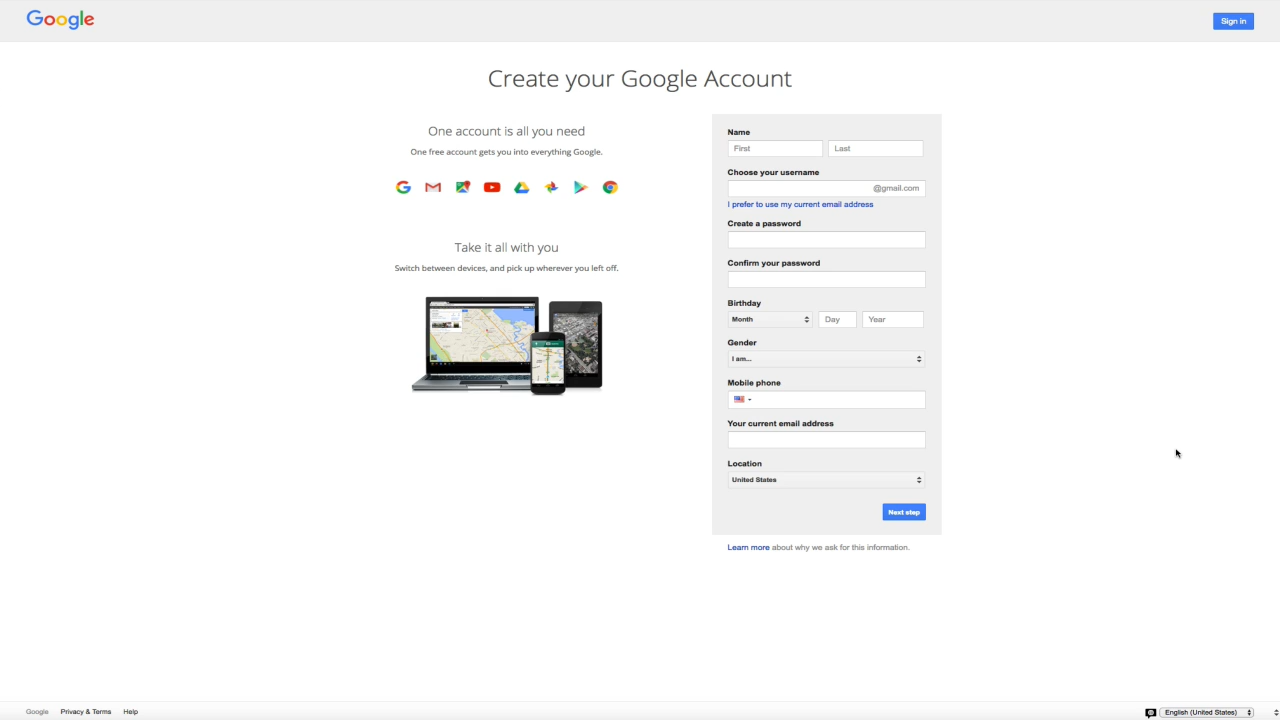 Google
Sign in
Create your Google Account
One account is all you need
One free account gets you into everything Google.
Take it all with you
Switch between devices, and pick up wherever you left off.
Name
First Last
Choose your username
@gmail.com
I prefer to use my current email address
Create a password
Confirm your password
Birthday
Month Day Year
Gender
I am...
Mobile phone
Your current email address
Location
United States
Next step
Learn more about why we ask for this information.
Google Privacy & Terms Help
English (United States)